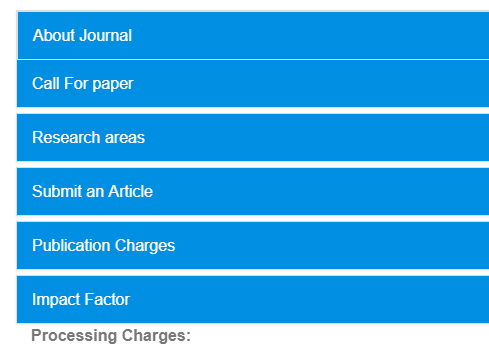 About Journal
Call For paper
Research areas
Submit an Article
Publication Charges
Impact Factor
Processing Charges: